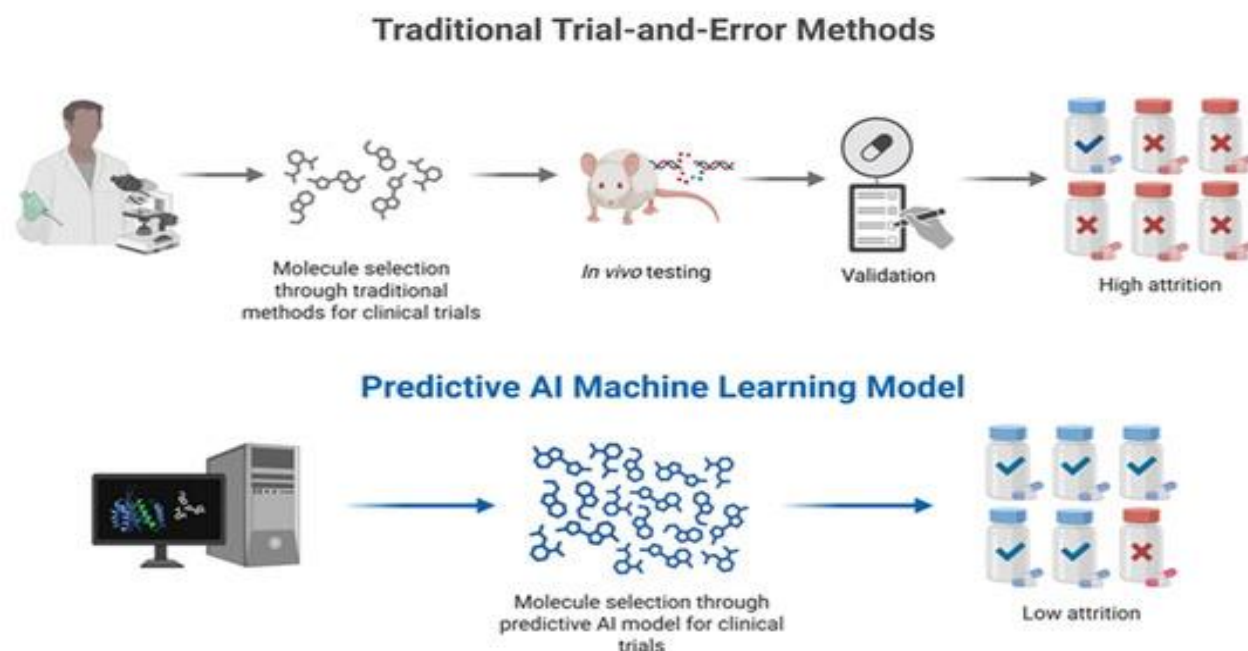 Traditional Trial-and-Error Methods
Molecule selection
through traditional
methods for clinical trials
In vivo testing
Validation
High attrition
Predictive AI Machine Learning Model
Molecule selection through
predictive AI model for clinical
trials
Low attrition